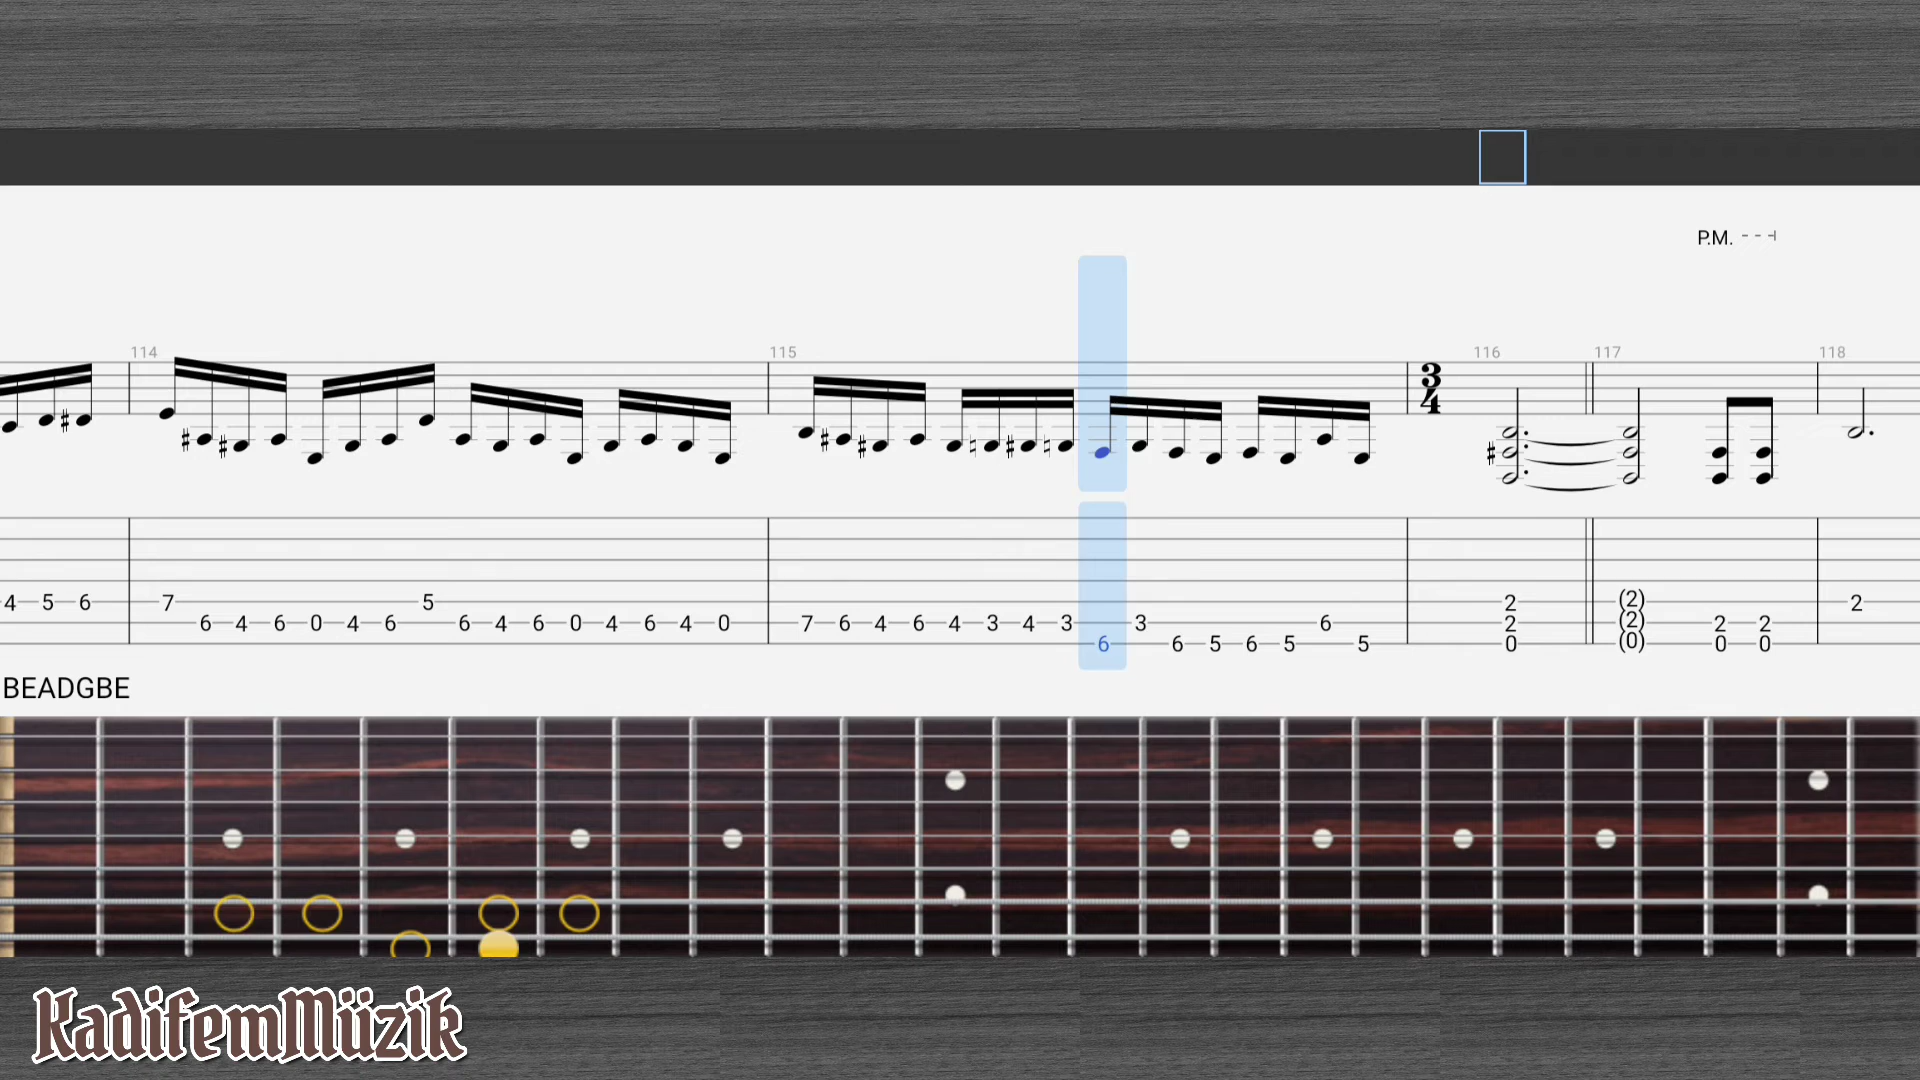 P.M.
114 115 116 117 118
3
4
4 5 6 7 5 2 (2) 2
6 4 6 0 4 6 6 4 6 0 4 6 4 0 7 6 4 6 4 3 4 3 3 6 2 (2) 2 2
6 6 5 6 5 5 0 (0) 0 0
BEADGBE
KadifemMüzik